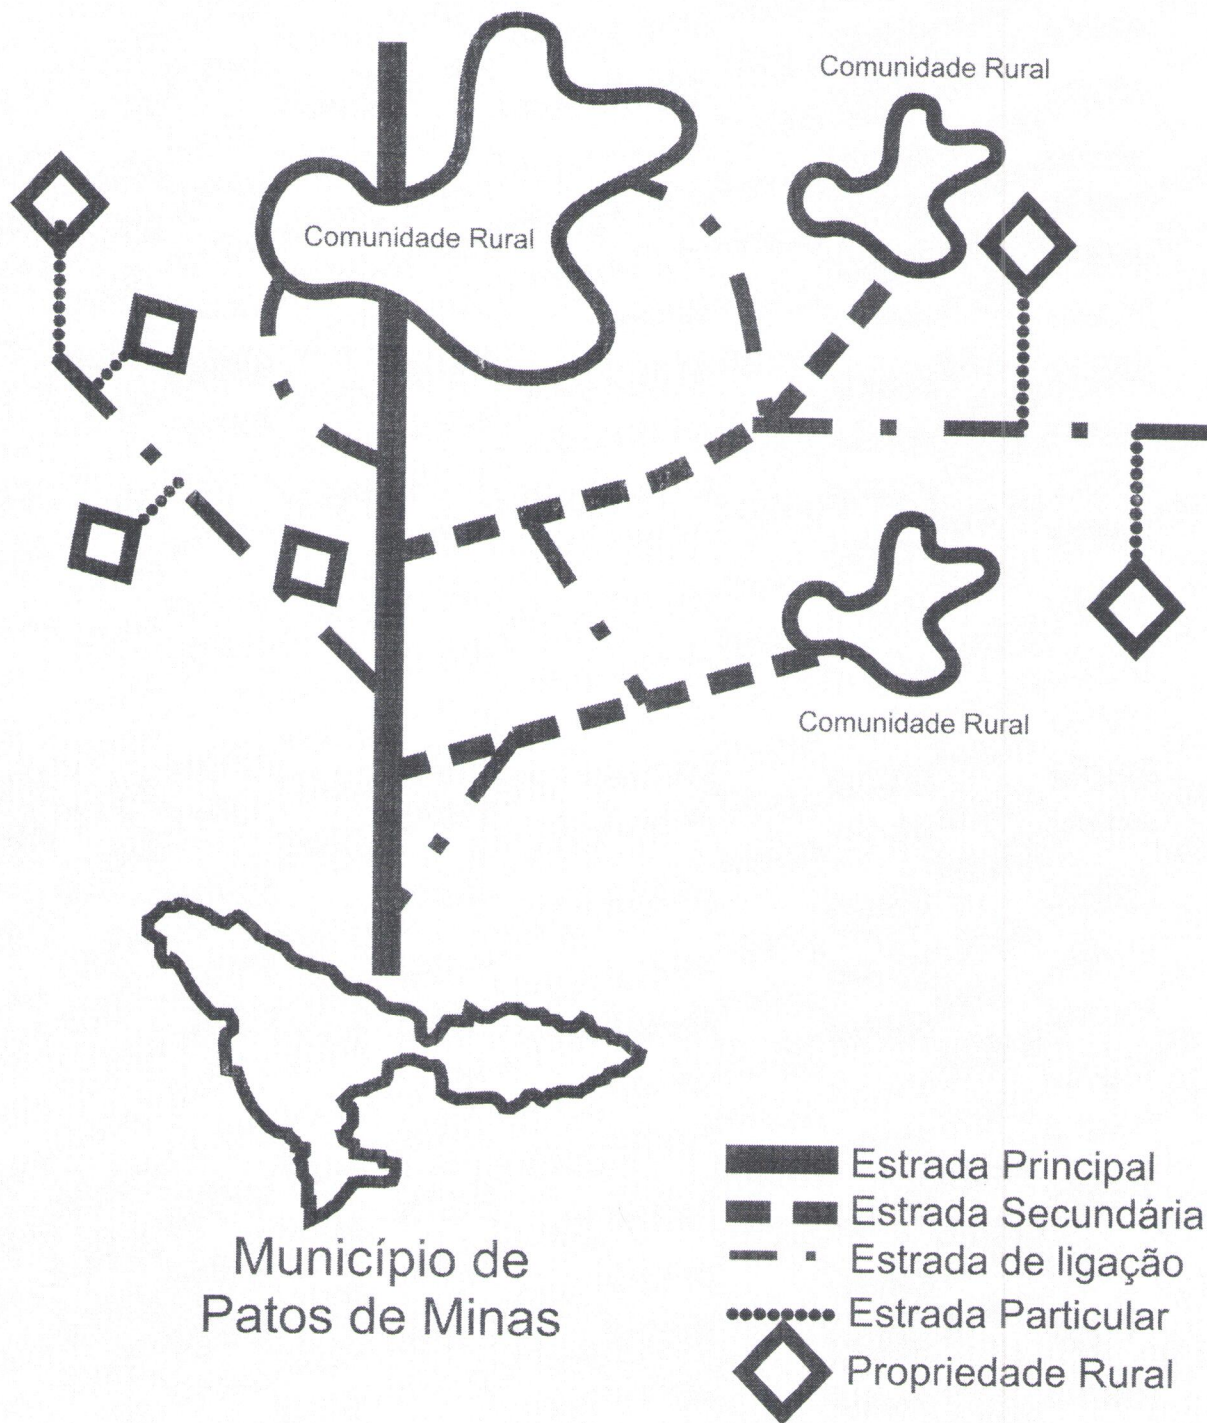 Comunidade Rural
Comunidade Rural
Comunidade Rural
Município de
Patos de Minas
Estrada Principal
Estrada Secundária
Estrada de ligação
Estrada Particular
Propriedade Rural